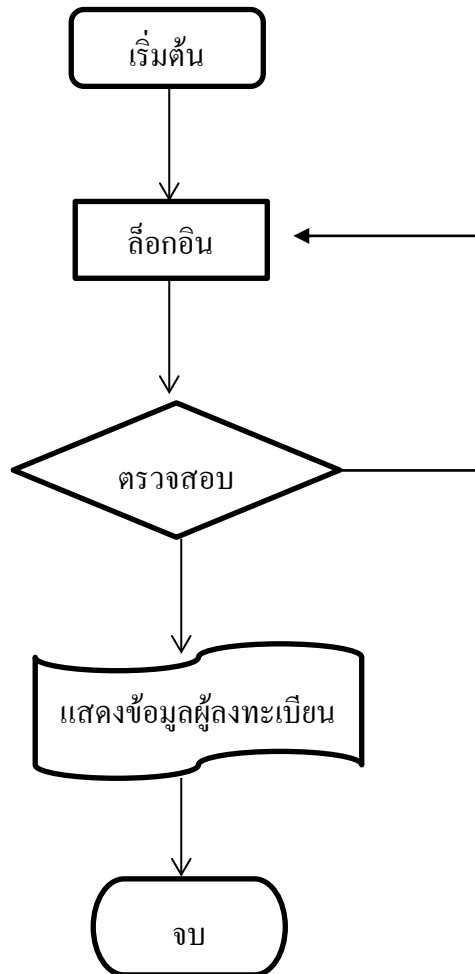 เริ่มต้น
ล็อกอิน
ตรวจสอบ
แสดงข้อมูลผู้ลงทะเบียน
จบ